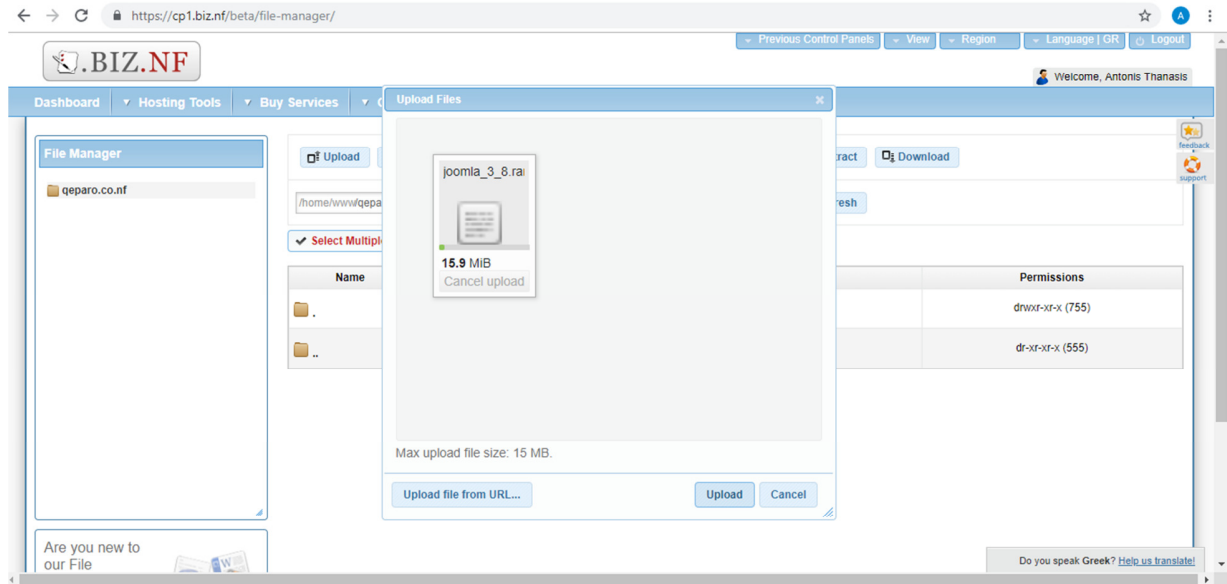 https://cp1.biz.nf/beta/file-manager/
A
Previous Control Panels View Region Language | GR Logout
.BIZ.NF
Welcome, Antonis Thanasis
Dashboard Hosting Tools Buy Services
Upload Files
feedback
support
File Manager
qeparo.co.nf
Upload
Download
/home/www/qepa
Select Multipl
joomla_3_8.ra
15.9 MiB
Cancel upload
Name
Permissions
.
drwxr-xr-x (755)
..
dr-xr-xr-x (555)
Max upload file size: 15 MB.
Upload file from URL...
Upload
Cancel
Are you new to
our File
W
Do you speak Greek? Help us translate!